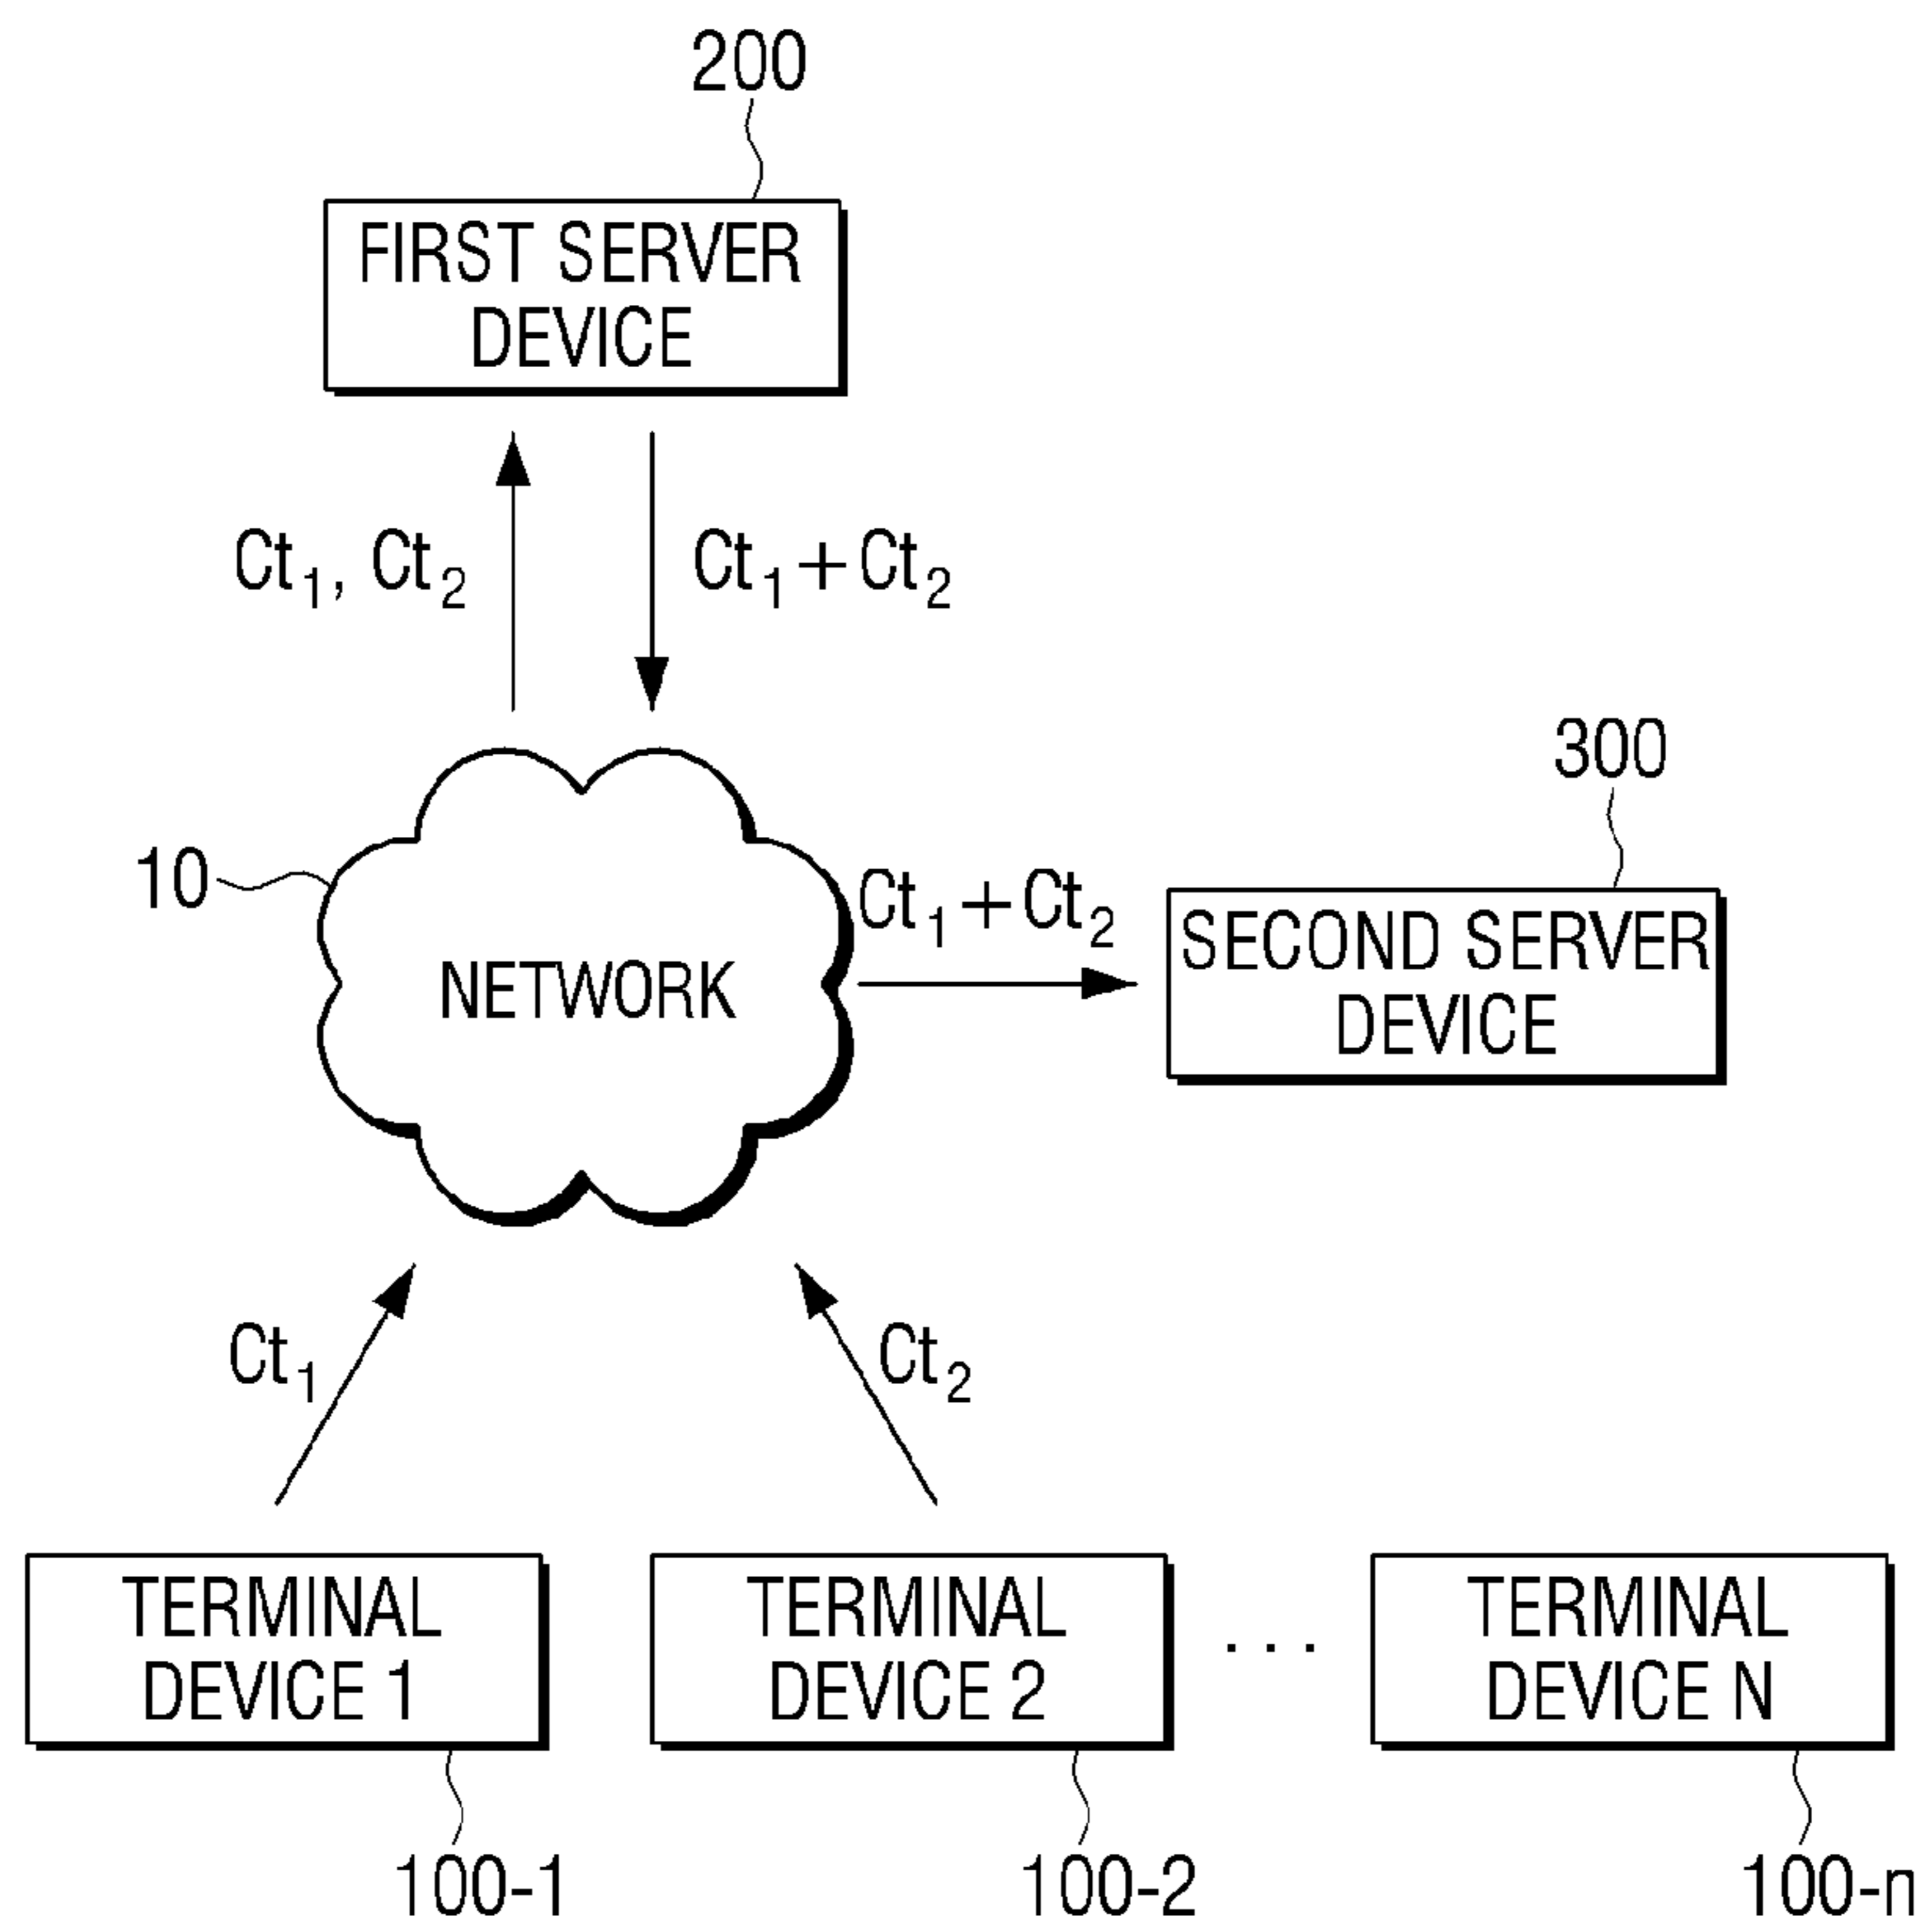 200
FIRST SERVER
DEVICE
Ct₁, Ct₂
Ct₁+Ct₂
300
10
Ct₁+Ct₂
SECOND SERVER
DEVICE
NETWORK
Ct₁
Ct₂
TERMINAL
DEVICE 1
TERMINAL
DEVICE 2
...
TERMINAL
DEVICE N
100-1
100-2
100-n